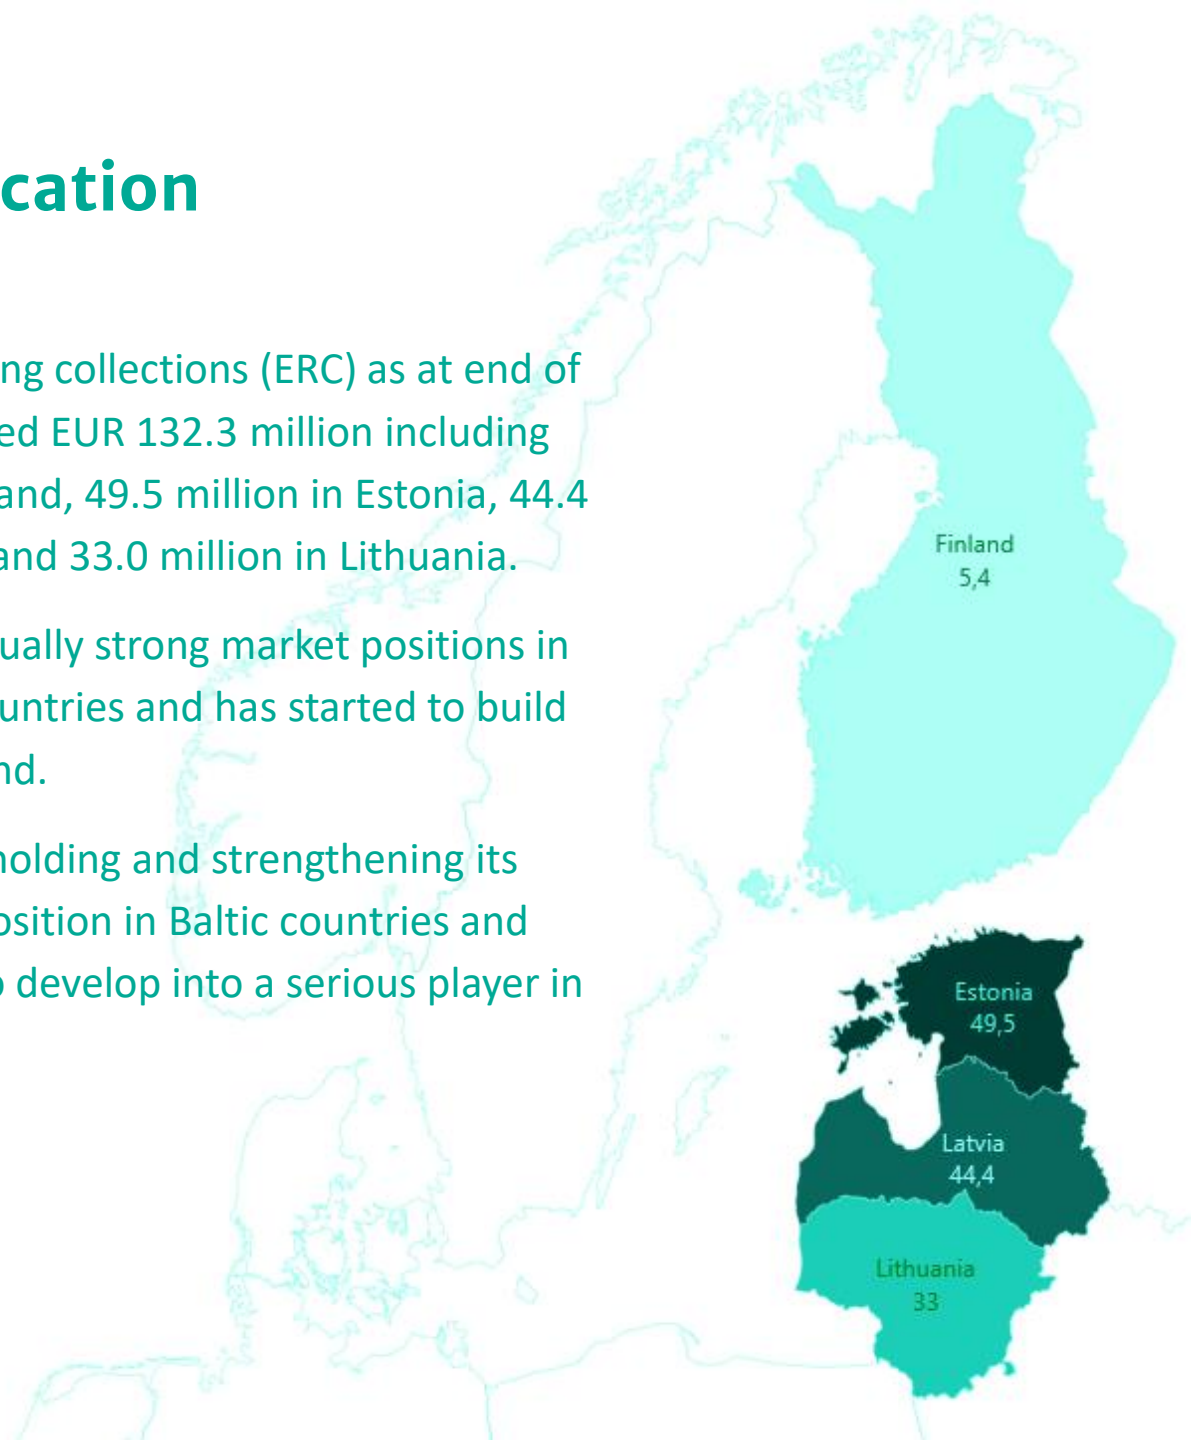 cation
ng collections (ERC) as at end of
ed EUR 132.3 million including
and, 49.5 million in Estonia, 44.4
and 33.0 million in Lithuania.
ually strong market positions in
untries and has started to build
nd.
holding and strengthening its
osition in Baltic countries and
o develop into a serious player in
Finland
5,4
Estonia
49,5
Latvia
44,4
Lithuania
33